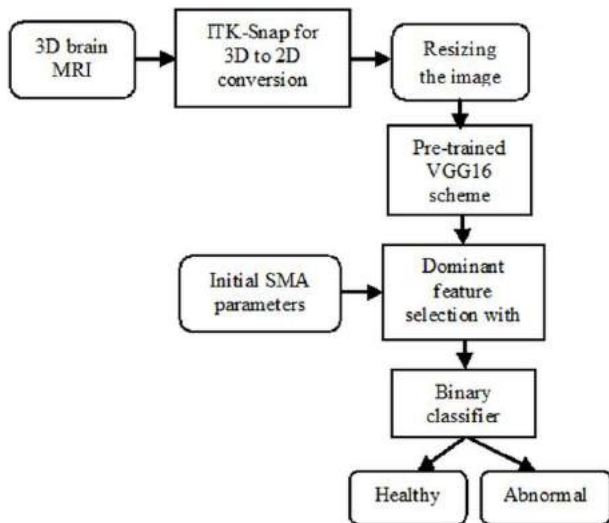 3D brain
MRI
ITK-Snap for
3D to 2D
conversion
Resizing
the image
Pre-trained
VGG16
scheme
Initial SMA
parameters
Dominant
feature
selection with
Binary
classifier
Healthy
Abnormal